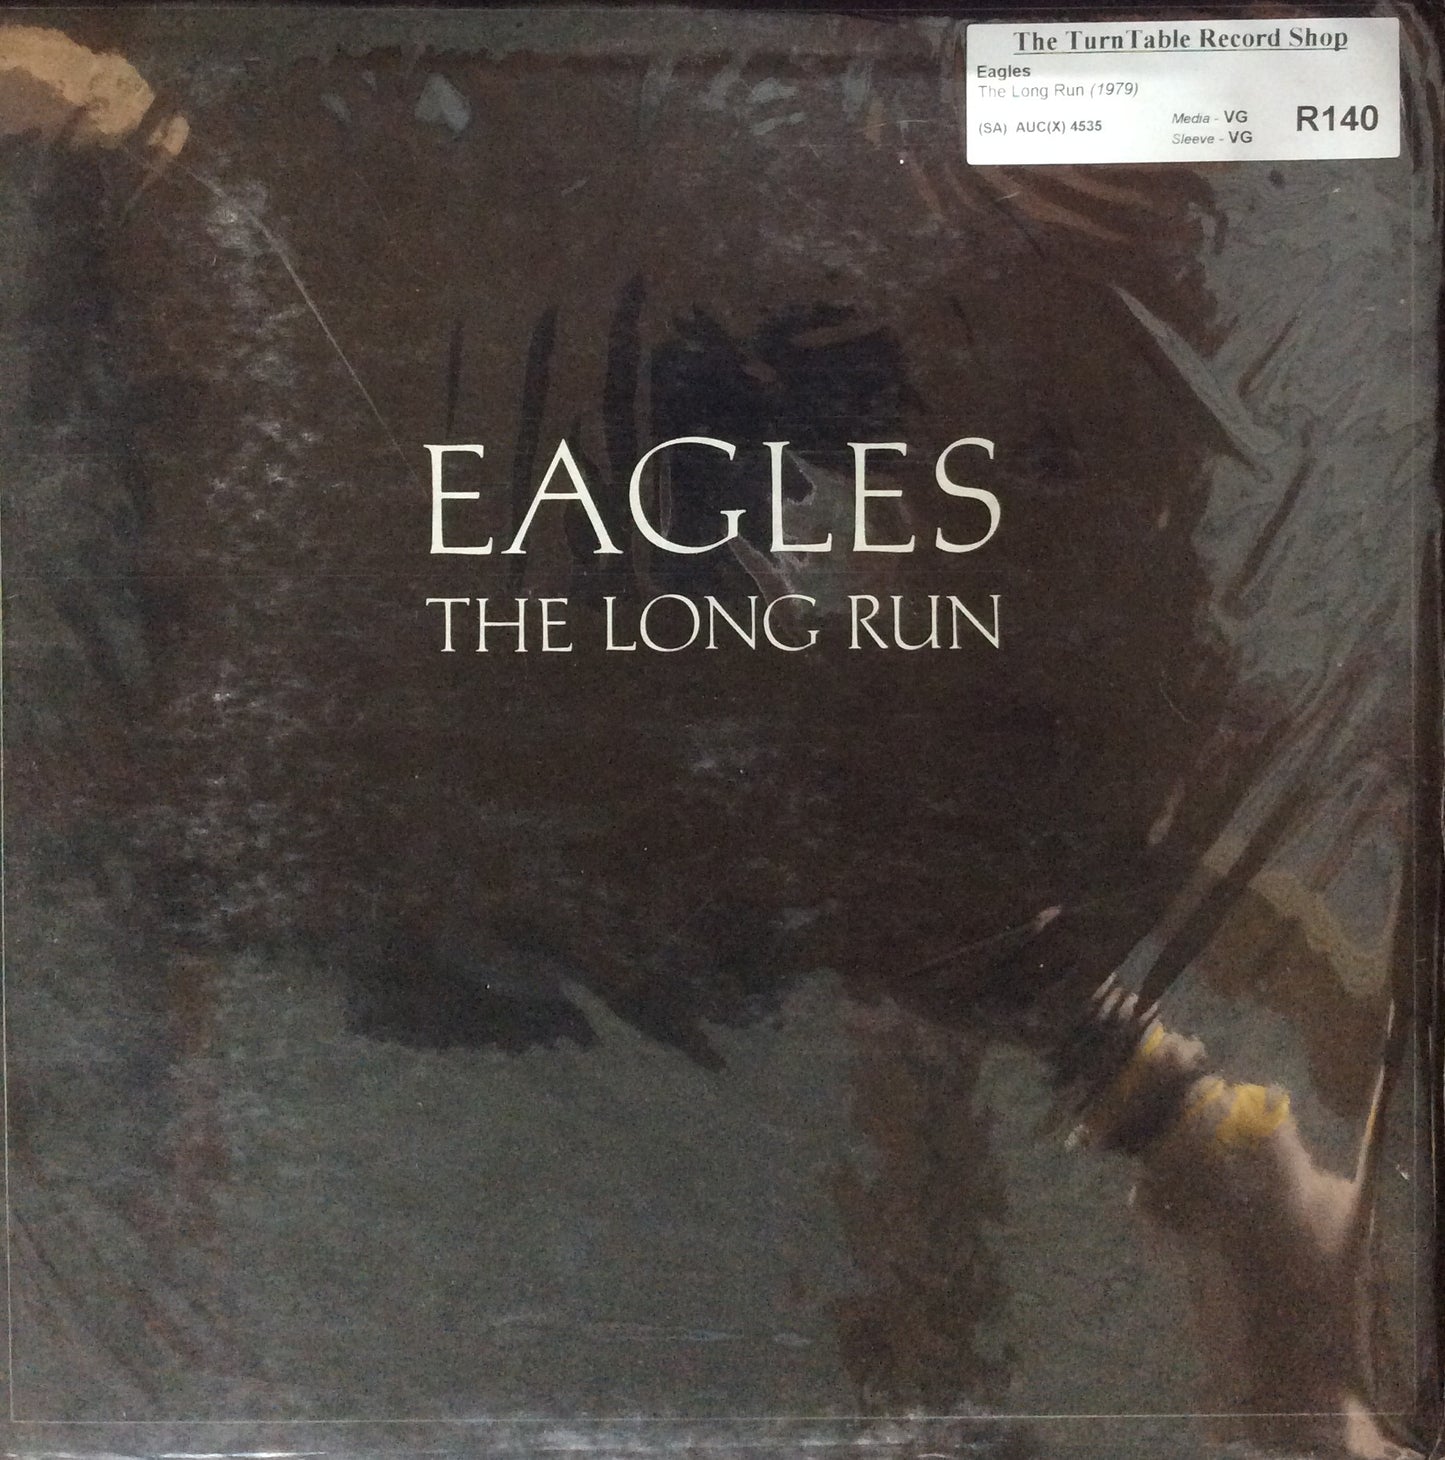 The TurnTable Record Shop
Eagles
The Long Run (1979)
(SA) AUC(X) 4535
Media - VG
Sleeve - VG
R140
EAGLES
THE LONG RUN